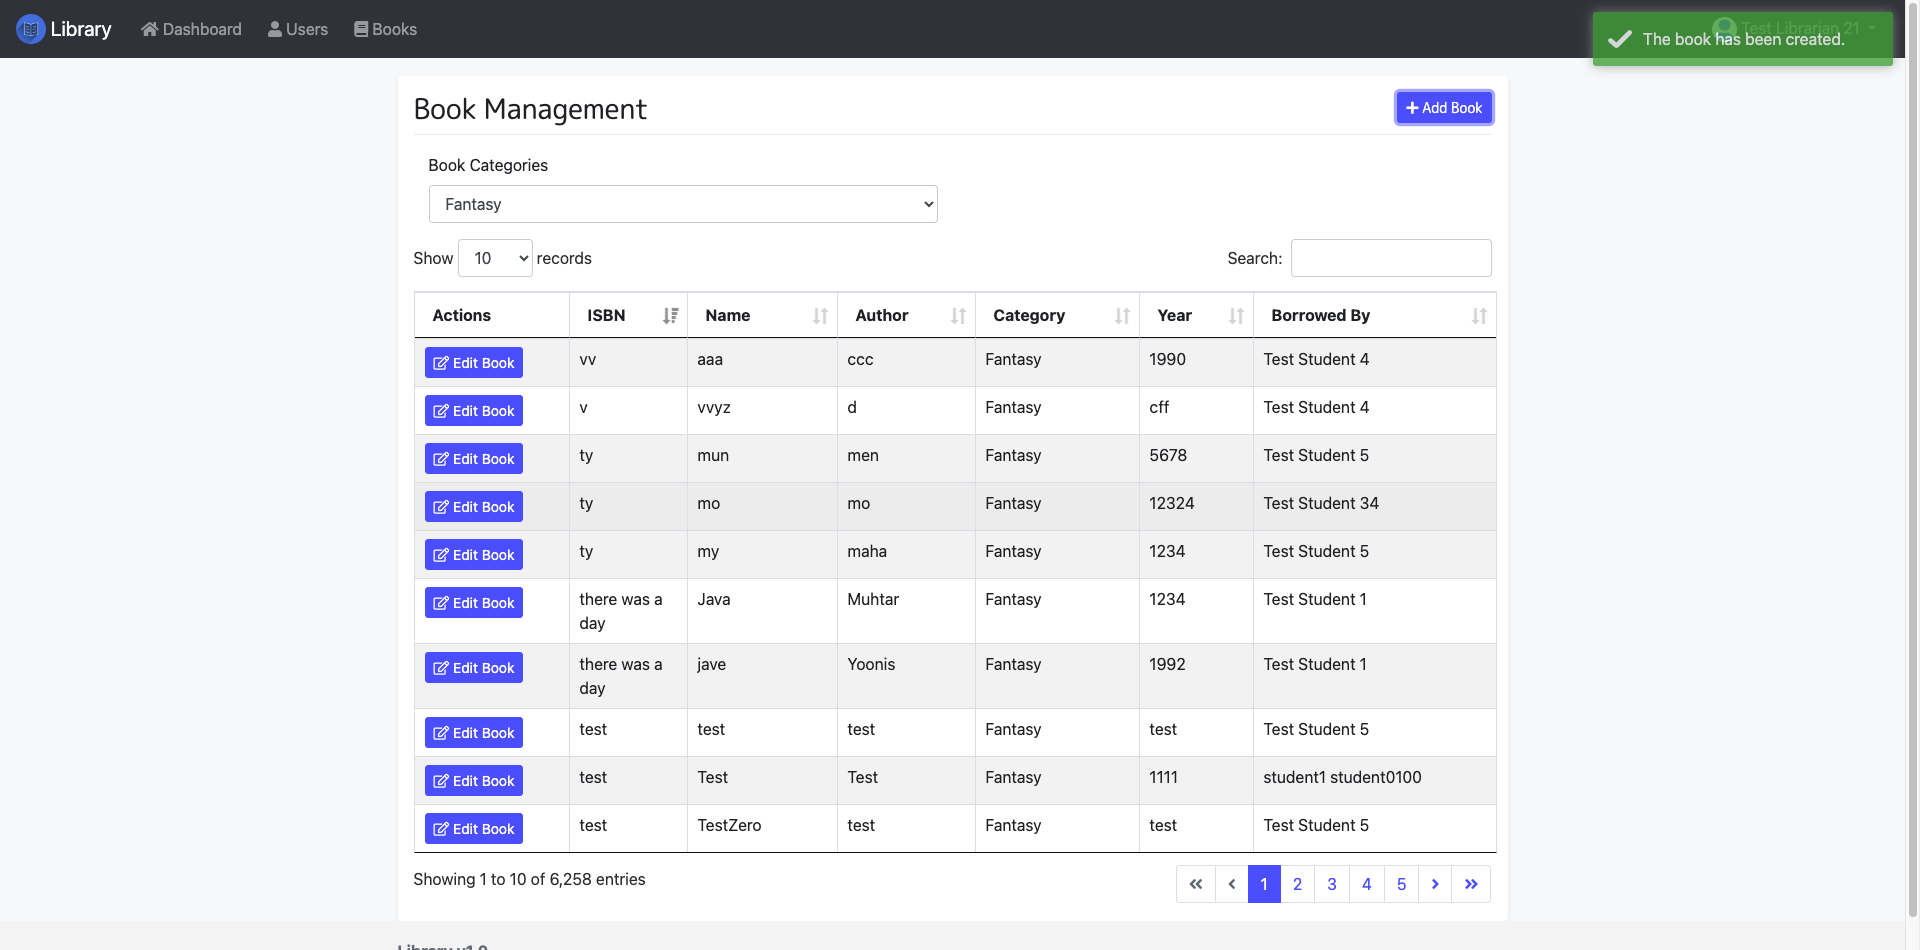 Library Dashboard Users Books Test Librarian 21
The book has been created.
Book Management
Add Book
Book Categories
Fantasy
Show 10 records
Search:
Actions ISBN Name Author Category Year Borrowed By
Edit Book vv aaa ccc Fantasy 1990 Test Student 4
Edit Book v vvyz d Fantasy cff Test Student 4
Edit Book ty mun men Fantasy 5678 Test Student 5
Edit Book ty mo mo Fantasy 12324 Test Student 34
Edit Book ty my maha Fantasy 1234 Test Student 5
Edit Book there was a day Java Muhtar Fantasy 1234 Test Student 1
Edit Book there was a day jave Yoonis Fantasy 1992 Test Student 1
Edit Book test test test Fantasy test Test Student 5
Edit Book test Test Test Fantasy 1111 student1 student0100
Edit Book test TestZero test Fantasy test Test Student 5
Showing 1 to 10 of 6,258 entries
« ‹ 1 2 3 4 5 › »
Library v1.0